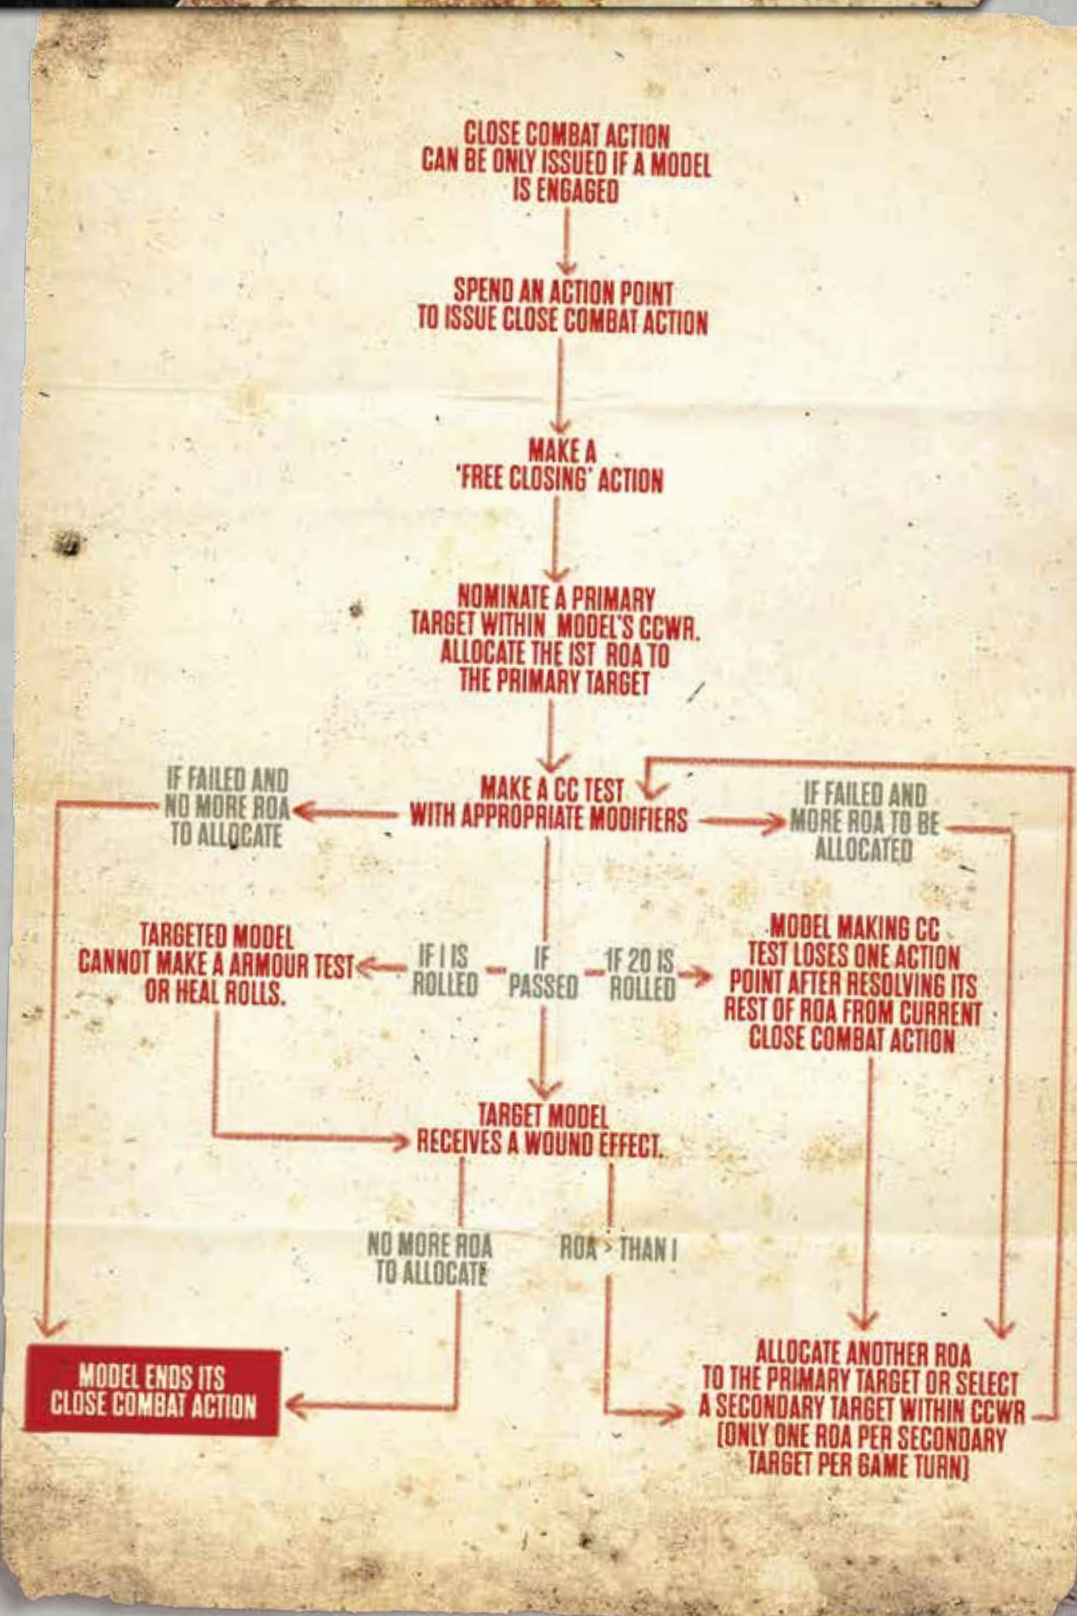 CLOSE COMBAT ACTION
CAN BE ONLY ISSUED IF A MODEL
IS ENGAGED
SPEND AN ACTION POINT
TO ISSUE CLOSE COMBAT ACTION
MAKE A
'FREE CLOSING' ACTION
NOMINATE A PRIMARY
TARGET WITHIN MODEL'S CCWR.
ALLOCATE THE 1ST ROA TO
THE PRIMARY TARGET
IF FAILED AND
NO MORE ROA
TO ALLOCATE
MAKE A CC TEST
WITH APPROPRIATE MODIFIERS
IF FAILED AND
MORE ROA TO BE
ALLOCATED
TARGETED MODEL
CANNOT MAKE A ARMOUR TEST
OR HEAL ROLLS.
IF 1 IS
ROLLED
IF
PASSED
IF 20 IS
ROLLED
MODEL MAKING CC
TEST LOSES ONE ACTION
POINT AFTER RESOLVING ITS
REST OF ROA FROM CURRENT
CLOSE COMBAT ACTION
TARGET MODEL
RECEIVES A WOUND EFFECT.
NO MORE ROA
TO ALLOCATE
ROA > THAN 1
MODEL ENDS ITS
CLOSE COMBAT ACTION
ALLOCATE ANOTHER ROA
TO THE PRIMARY TARGET OR SELECT
A SECONDARY TARGET WITHIN CCWR
(ONLY ONE ROA PER SECONDARY
TARGET PER GAME TURN)